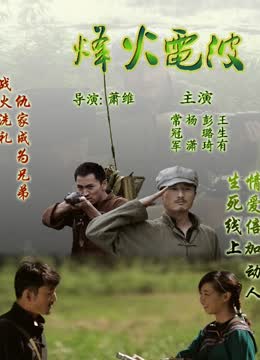 烽火電波
导演:萧维
主演
常冠军
杨潇
彭璐琦
王生有
战火洗礼
仇家成为兄弟
生死线上
情爱倍加动人